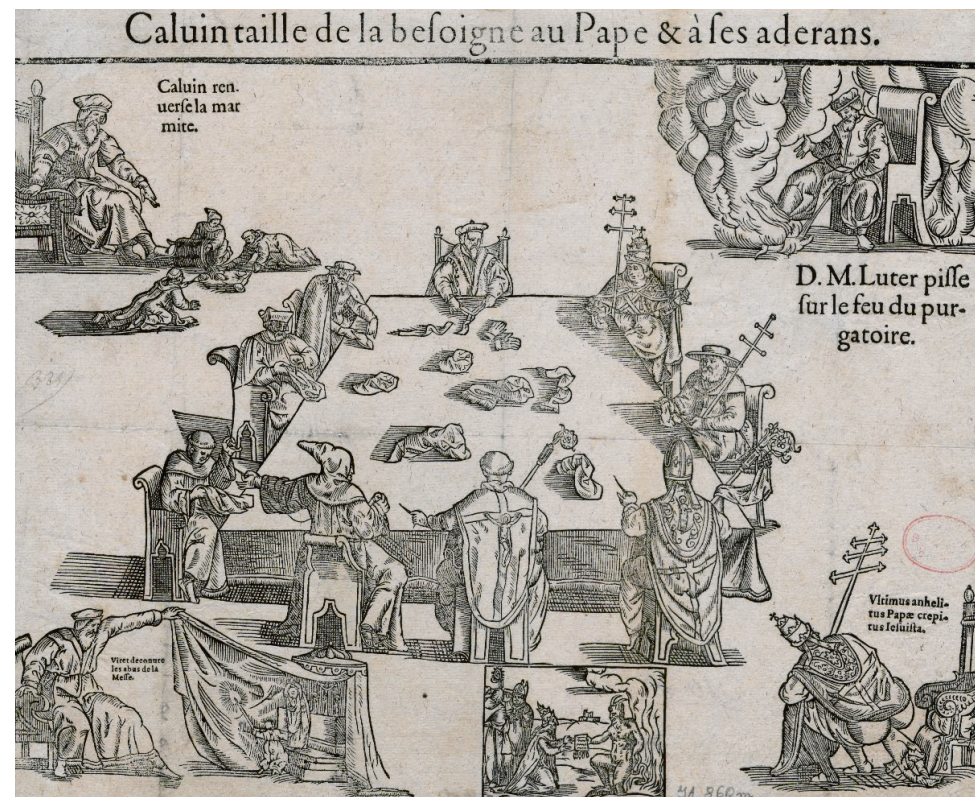 Caluin taille de la beſoigne au Pape & à ſes aderans.
Caluin ren.
uerſe la mar
mite.
D. M. Luter piſſe
ſur le feu du pur-
gatoire.
Vltimus anheli-
tus Papæ crepi-
tus Ieſuiſta.
Viret decouure
les abus de la
Meſſe.